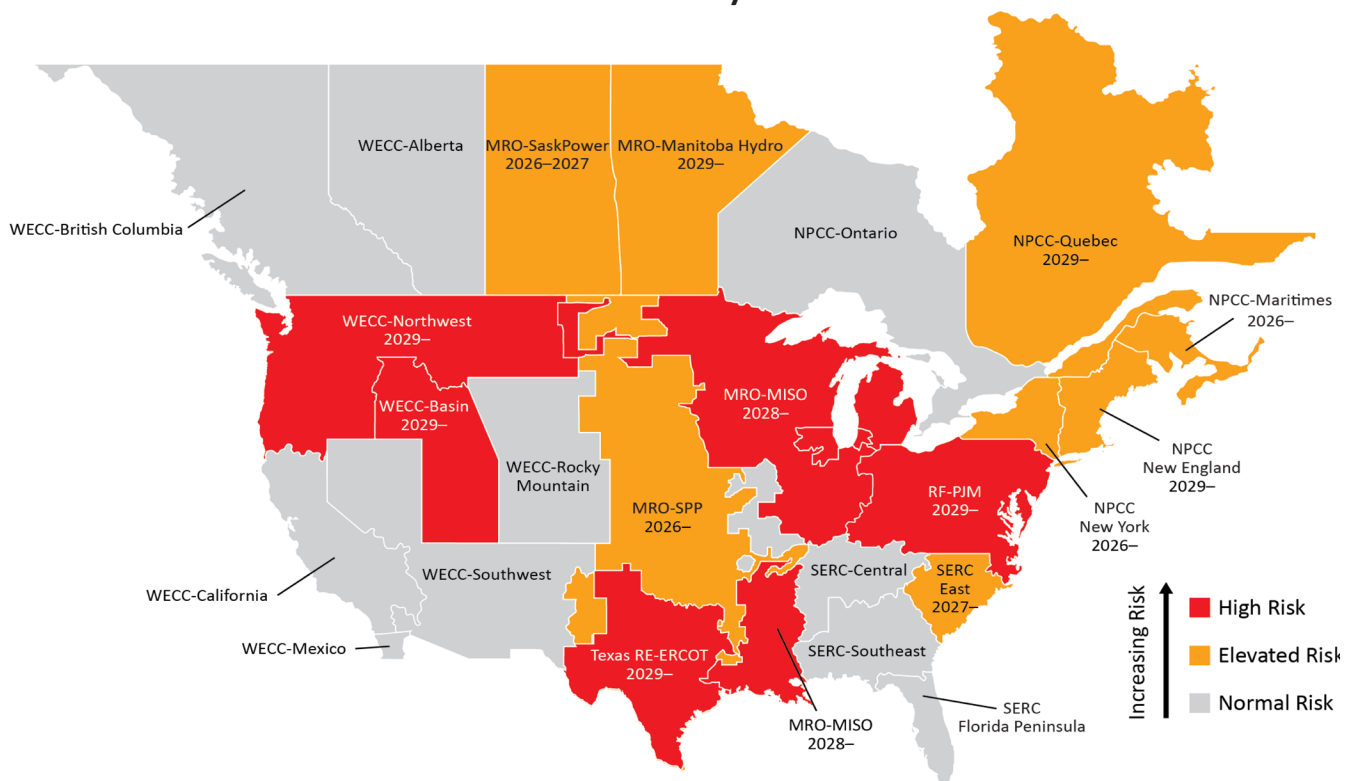 WECC-Alberta
MRO-SaskPower
2026–2027
MRO-Manitoba Hydro
2029–
WECC-British Columbia
NPCC-Ontario
NPCC-Quebec
2029–
NPCC-Maritimes
2026–
WECC-Northwest
2029–
WECC-Basin
2029–
MRO-MISO
2028–
WECC-Rocky
Mountain
MRO-SPP
2026–
RF-PJM
2029–
NPCC
New England
2029–
NPCC
New York
2026–
WECC-Southwest
SERC-Central
SERC
East
2027–
WECC-California
WECC-Mexico
Texas RE-ERCOT
2029–
SERC-Southeast
MRO-MISO
2028–
SERC
Florida Peninsula
Increasing Risk
High Risk
Elevated Risk
Normal Risk